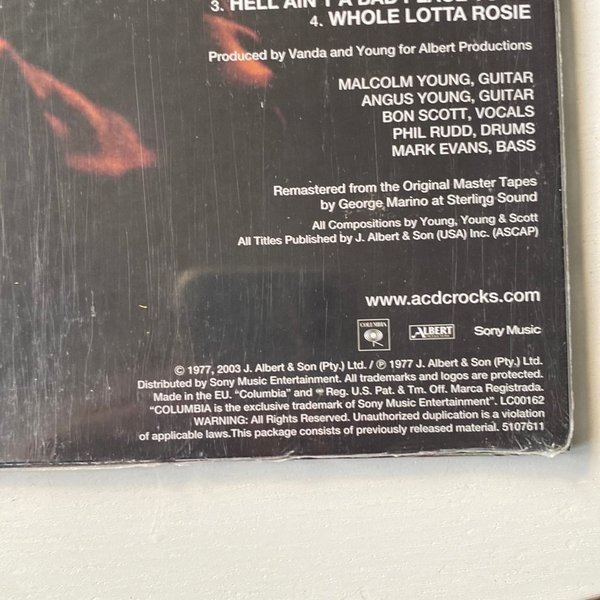 3. HELL AIN'T A BAD PLACE TO
4. WHOLE LOTTA ROSIE
Produced by Vanda and Young for Albert Productions
MALCOLM YOUNG, GUITAR
ANGUS YOUNG, GUITAR
BON SCOTT, VOCALS
PHIL RUDD, DRUMS
MARK EVANS, BASS
Remastered from the Original Master Tapes
by George Marino at Sterling Sound
All Compositions by Young, Young & Scott
All Titles Published by J. Albert & Son (USA) Inc. (ASCAP)
www.acdcrocks.com
COLUMBIA ALBERT Sony Music
© 1977, 2003 J. Albert & Son (Pty.) Ltd. / ℗ 1977 J. Albert & Son (Pty.) Ltd.
Distributed by Sony Music Entertainment. All trademarks and logos are protected.
Made in the EU. "Columbia" and Reg. U.S. Pat. & Tm. Off. Marca Registrada.
"COLUMBIA is the exclusive trademark of Sony Music Entertainment". LC00162
WARNING: All Rights Reserved. Unauthorized duplication is a violation
of applicable laws.This package consists of previously released material. 5107611